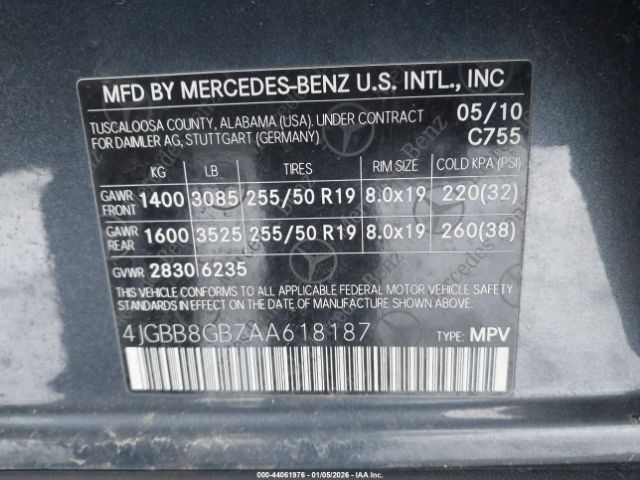 MFD BY MERCEDES-BENZ U.S. INTL., INC
TUSCALOOSA COUNTY, ALABAMA (USA). UNDER CONTRACT 05/10
FOR DAIMLER AG, STUTTGART (GERMANY) C755
KG LB TIRES RIM SIZE COLD KPA (PSI)
GAWR FRONT 1400 3085 255/50 R19 8.0x19 220(32)
GAWR REAR 1600 3525 255/50 R19 8.0x19 260(38)
GVWR 2830 6235
THIS VEHICLE CONFORMS TO ALL APPLICABLE FEDERAL MOTOR VEHICLE SAFETY
STANDARDS IN EFFECT ON THE DATE OF MANUFACTURE SHOWN ABOVE.
4JGBB8GB7AA618187 TYPE: MPV
000-44061976 - 01/05/2026 - IAAI.COM